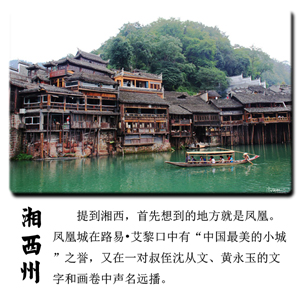 湘西州
提到湘西，首先想到的地方就是凤凰。
凤凰城在路易•艾黎口中有“中国最美的小城
”之誉，又在一对叔侄沈从文、黄永玉的文
字和画卷中声名远播。